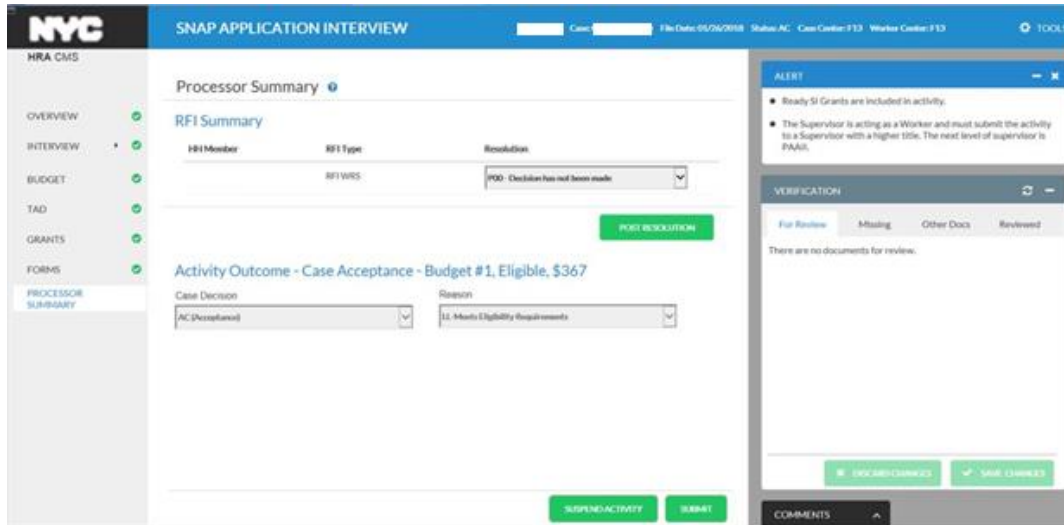 NYC
SNAP APPLICATION INTERVIEW
Case
File Date: 05/26/2018 Status: AC Case Center: F13 Worker Center: F13
TOOLS
HRA CMS
OVERVIEW
INTERVIEW
BUDGET
TAD
GRANTS
FORMS
PROCESSOR
SUMMARY
Processor Summary
RFI Summary
HH Member RFI Type Resolution
RFI WRS P00 - Decision has not been made
POST RESOLUTION
Activity Outcome - Case Acceptance - Budget #1, Eligible, $367
Case Decision Reason
AC (Acceptance) LL-Meets Eligibility Requirements
SUSPEND ACTIVITY SUBMIT
ALERT
Ready SI Grants are included in activity.
The Supervisor is acting as a Worker and must submit the activity
to a Supervisor with a higher title. The next level of supervisor is
PAAII.
VERIFICATION
For Review Missing Other Docs Reviewed
There are no documents for review.
DISCARD CHANGES SAVE CHANGES
COMMENTS